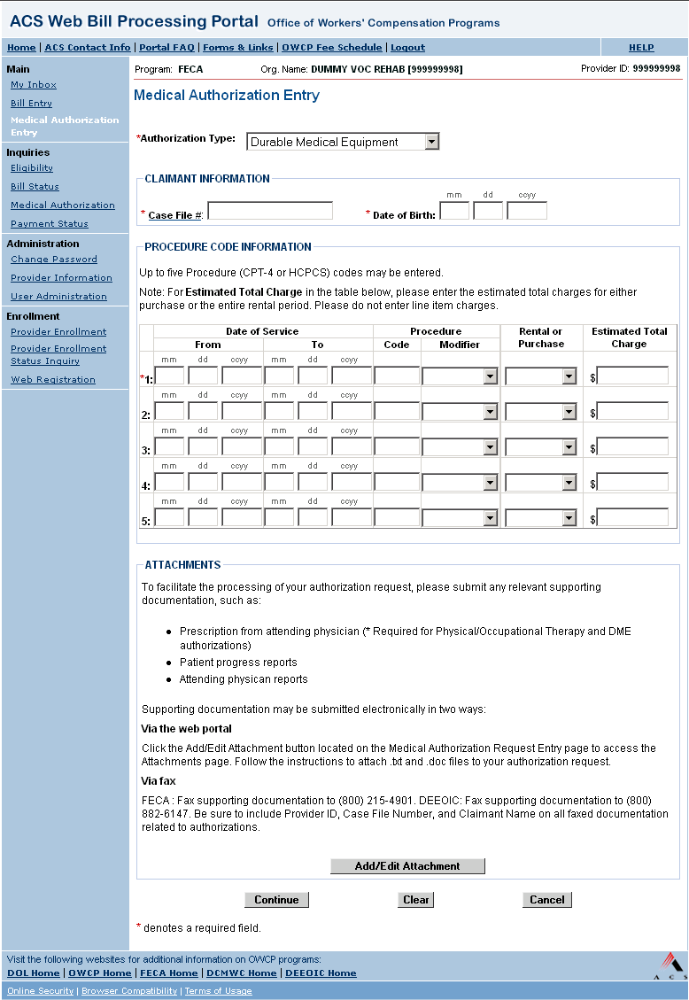 ACS Web Bill Processing Portal Office of Workers' Compensation Programs
Home | ACS Contact Info | Portal FAQ | Forms & Links | OWCP Fee Schedule | Logout HELP
Main
My Inbox
Bill Entry
Medical Authorization
Entry
Inquiries
Eligibility
Bill Status
Medical Authorization
Payment Status
Administration
Change Password
Provider Information
User Administration
Enrollment
Provider Enrollment
Provider Enrollment
Status Inquiry
Web Registration
Program: FECA Org. Name: DUMMY VOC REHAB [999999998] Provider ID: 999999998
Medical Authorization Entry
*Authorization Type: Durable Medical Equipment
CLAIMANT INFORMATION
mm dd ccyy
* Case File #: * Date of Birth:
PROCEDURE CODE INFORMATION
Up to five Procedure (CPT-4 or HCPCS) codes may be entered.
Note: For Estimated Total Charge in the table below, please enter the estimated total charges for either
purchase or the entire rental period. Please do not enter line item charges.
Date of Service Procedure Rental or Estimated Total
From To Code Modifier Purchase Charge
mm dd ccyy mm dd ccyy
*1: $
mm dd ccyy mm dd ccyy
2: $
mm dd ccyy mm dd ccyy
3: $
mm dd ccyy mm dd ccyy
4: $
mm dd ccyy mm dd ccyy
5: $
ATTACHMENTS
To facilitate the processing of your authorization request, please submit any relevant supporting
documentation, such as:
• Prescription from attending physician (* Required for Physical/Occupational Therapy and DME
authorizations)
• Patient progress reports
• Attending physican reports
Supporting documentation may be submitted electronically in two ways:
Via the web portal
Click the Add/Edit Attachment button located on the Medical Authorization Request Entry page to access the
Attachments page. Follow the instructions to attach .txt and .doc files to your authorization request.
Via fax
FECA : Fax supporting documentation to (800) 215-4901. DEEOIC: Fax supporting documentation to (800)
882-6147. Be sure to include Provider ID, Case File Number, and Claimant Name on all faxed documentation
related to authorizations.
Add/Edit Attachment
Continue Clear Cancel
* denotes a required field.
Visit the following websites for additional information on OWCP programs:
DOL Home | OWCP Home | FECA Home | DCMWC Home | DEEOIC Home
A C S
Online Security | Browser Compatibility | Terms of Usage